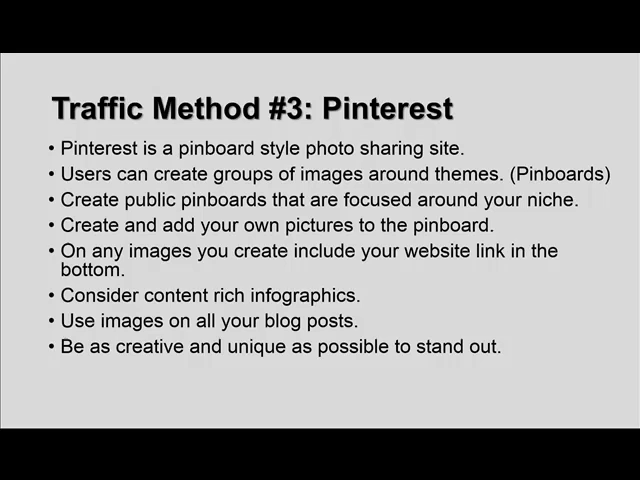 Traffic Method #3: Pinterest
• Pinterest is a pinboard style photo sharing site.
• Users can create groups of images around themes. (Pinboards)
• Create public pinboards that are focused around your niche.
• Create and add your own pictures to the pinboard.
• On any images you create include your website link in the
bottom.
• Consider content rich infographics.
• Use images on all your blog posts.
• Be as creative and unique as possible to stand out.